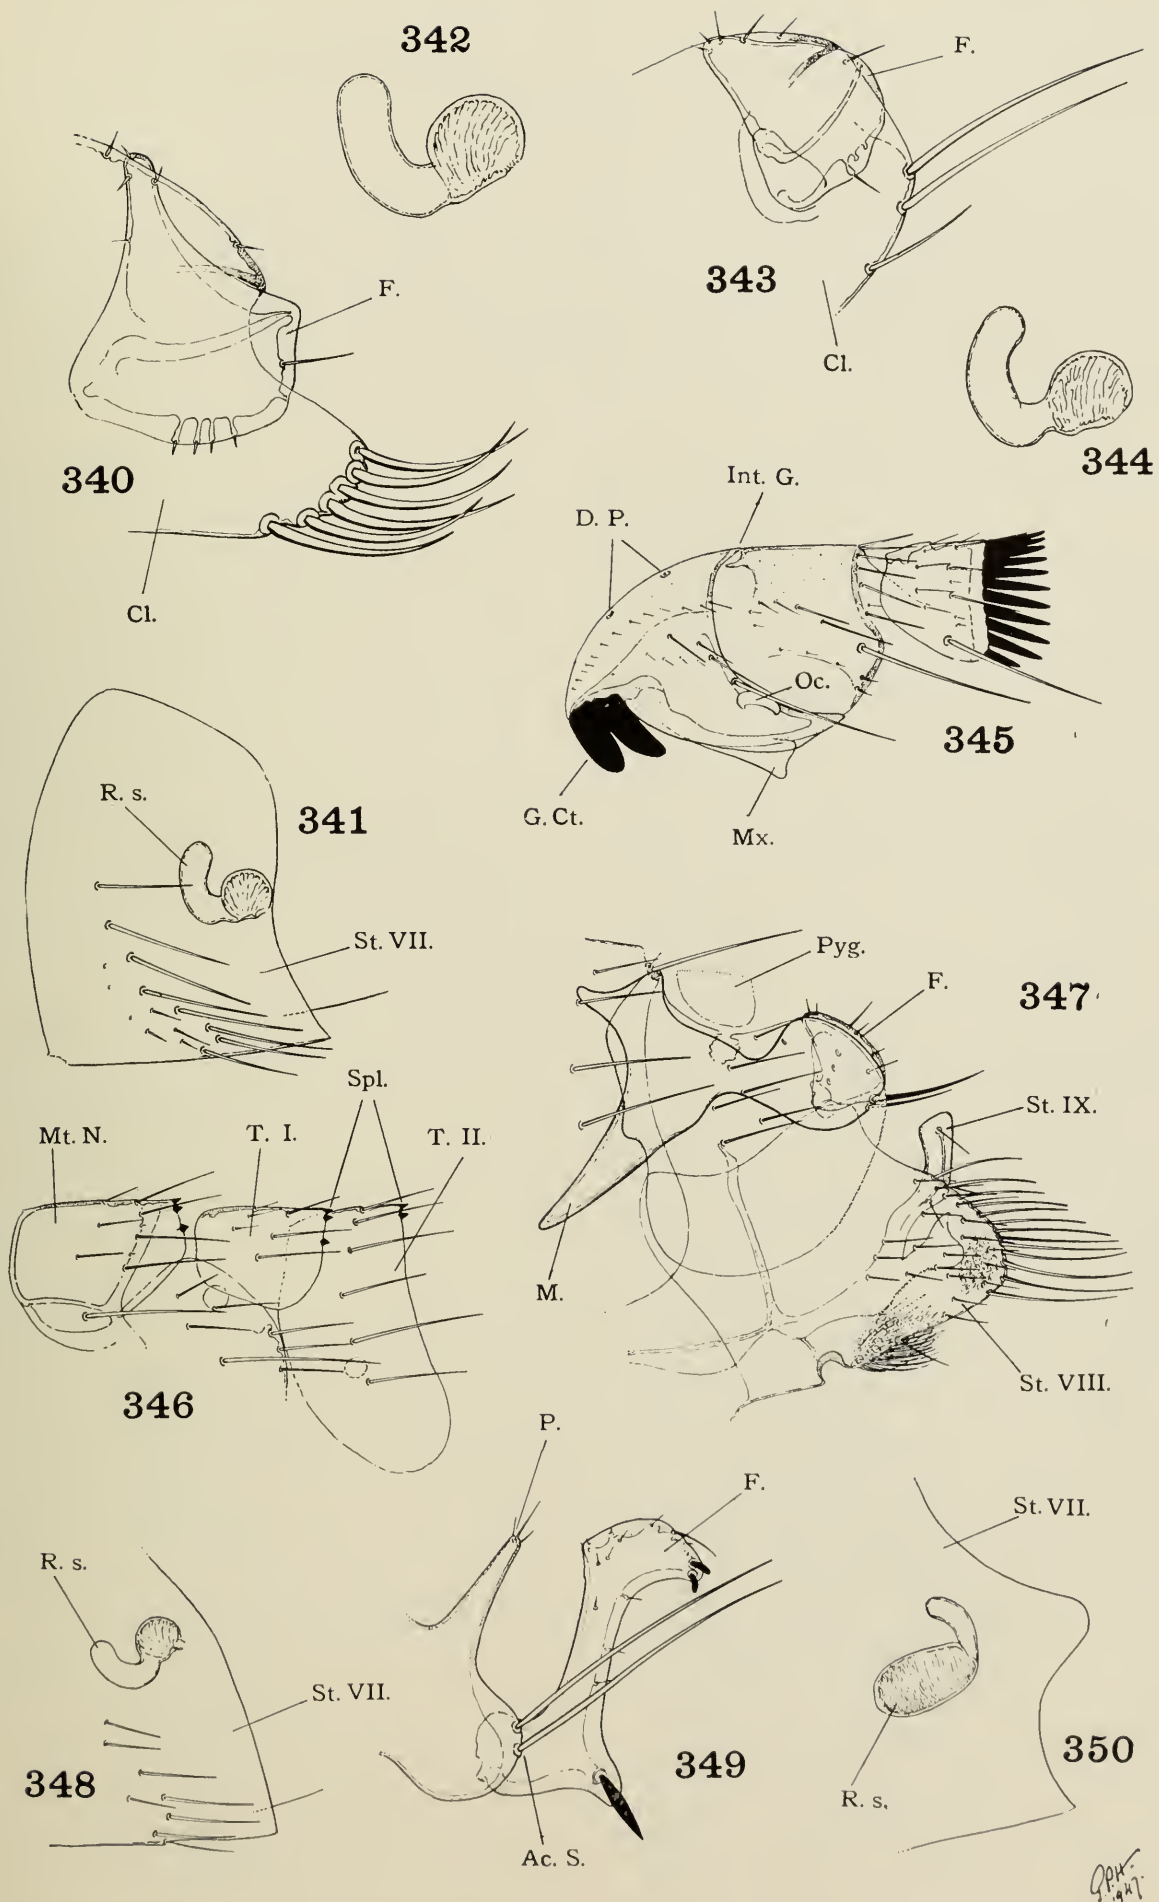 342
F.
343
F.
Cl.
344
340
Cl.
Int. G.
D. P.
Oc.
345
G. Ct.
Mx.
R. s.
341
St. VII.
Pyg.
F.
347
St. IX.
M.
St. VIII.
Spl.
Mt. N.
T. I.
T. II.
346
P.
F.
Ac. S.
349
R. s.
St. VII.
348
St. VII.
R. s.
350
G.P.H.
1947.